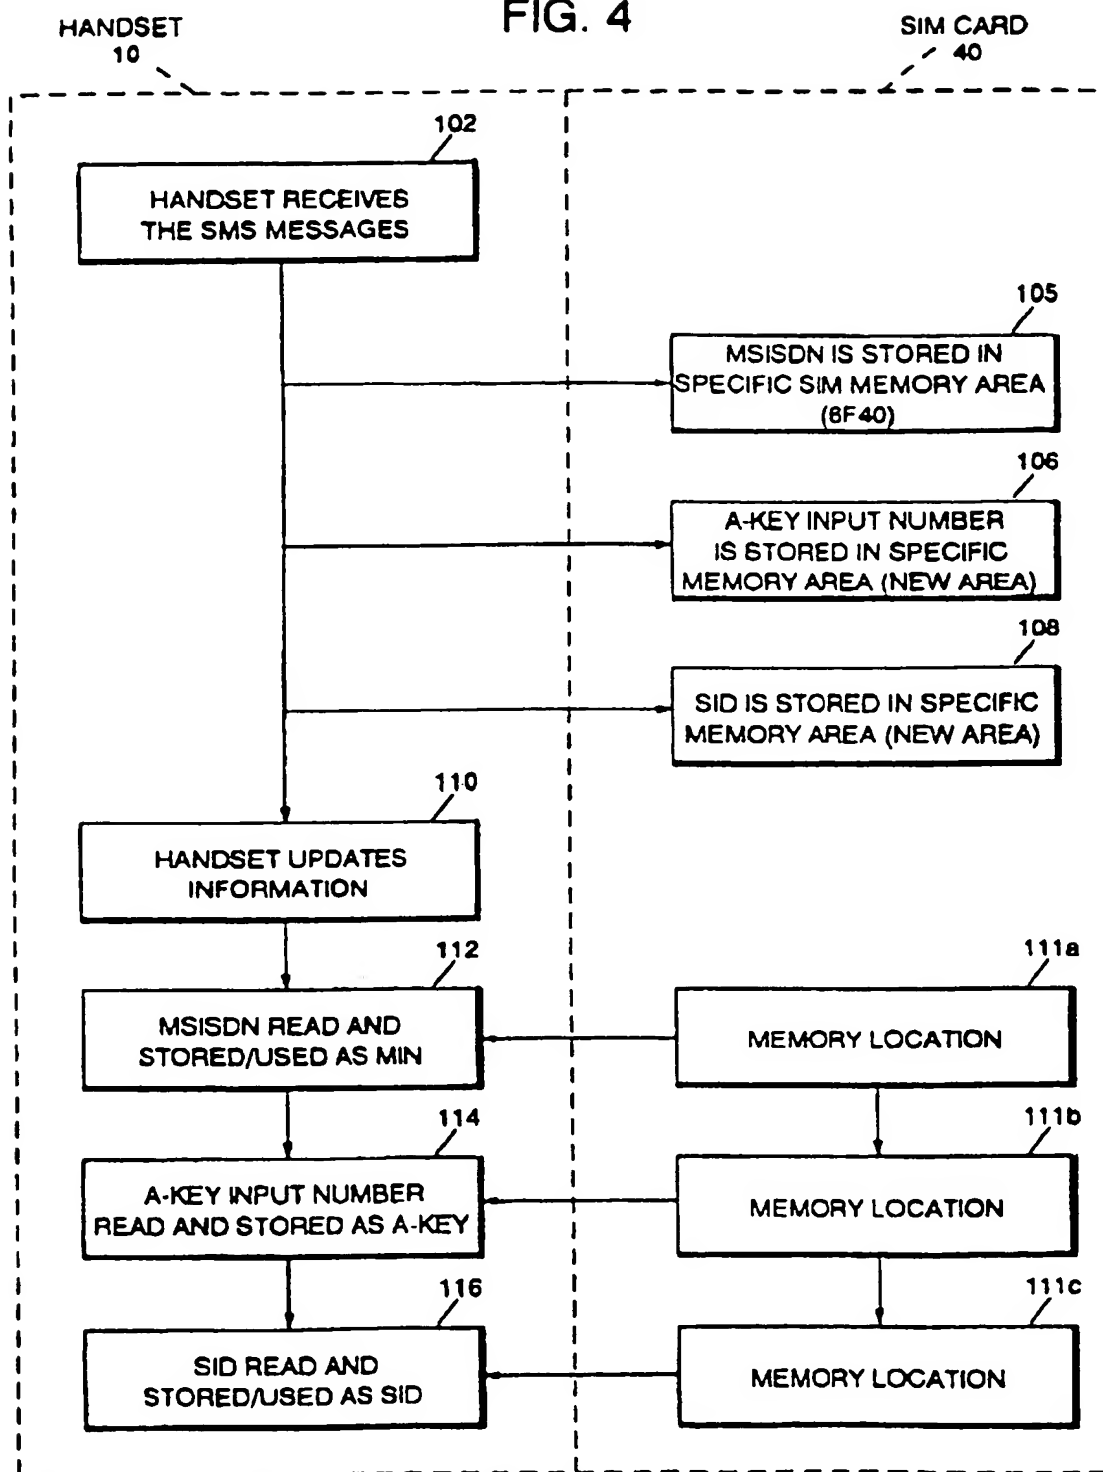 FIG. 4
HANDSET
10
SIM CARD
40
102
HANDSET RECEIVES
THE SMS MESSAGES
105
MSISDN IS STORED IN
SPECIFIC SIM MEMORY AREA
(6F40)
106
A-KEY INPUT NUMBER
IS STORED IN SPECIFIC
MEMORY AREA (NEW AREA)
108
SID IS STORED IN SPECIFIC
MEMORY AREA (NEW AREA)
110
HANDSET UPDATES
INFORMATION
112
MSISDN READ AND
STORED/USED AS MIN
111a
MEMORY LOCATION
114
A-KEY INPUT NUMBER
READ AND STORED AS A-KEY
111b
MEMORY LOCATION
116
SID READ AND
STORED/USED AS SID
111c
MEMORY LOCATION